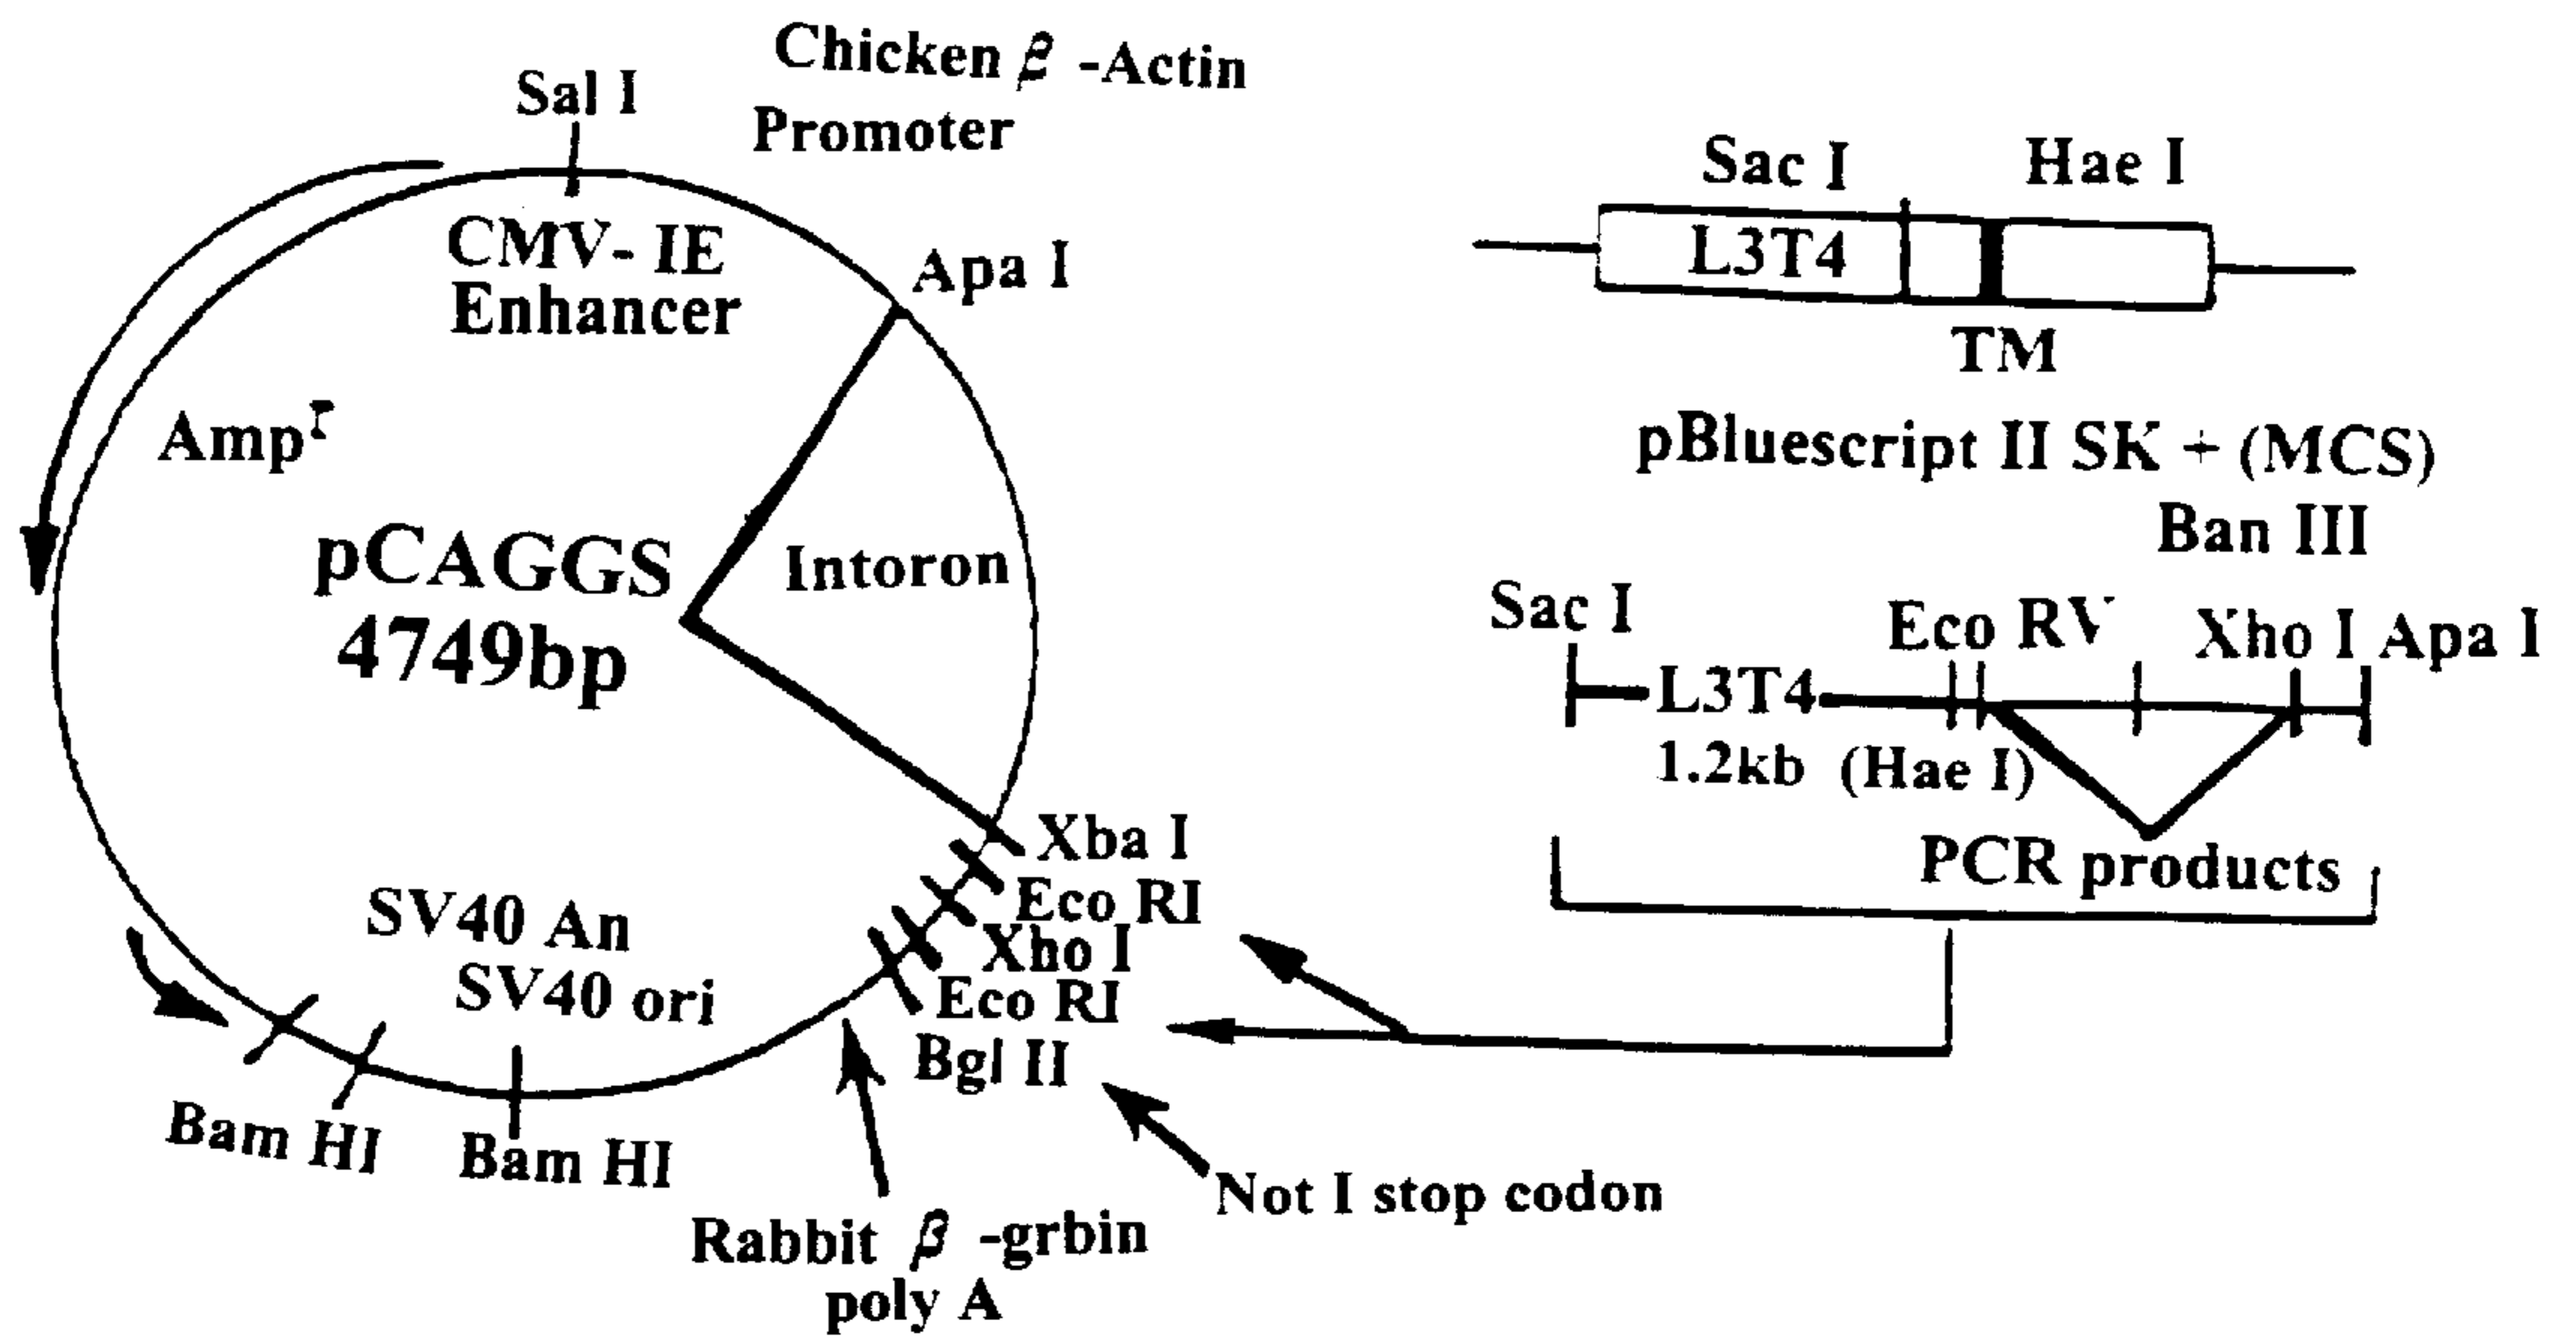 Chicken β -Actin
Promoter
Sal I
CMV- IE
Enhancer
Apa I
Amp^r
pCAGGS
4749bp
Intoron
Xba I
Eco RI
Xho I
Eco RI
Bgl II
SV40 An
SV40 ori
Bam HI
Bam HI
Rabbit β -grbin
poly A
Not I stop codon
Sac I
Hae I
L3T4
TM
pBluescript II SK + (MCS)
Ban III
Sac I
Eco RV
Xho I
Apa I
L3T4
1.2kb
(Hae I)
PCR products